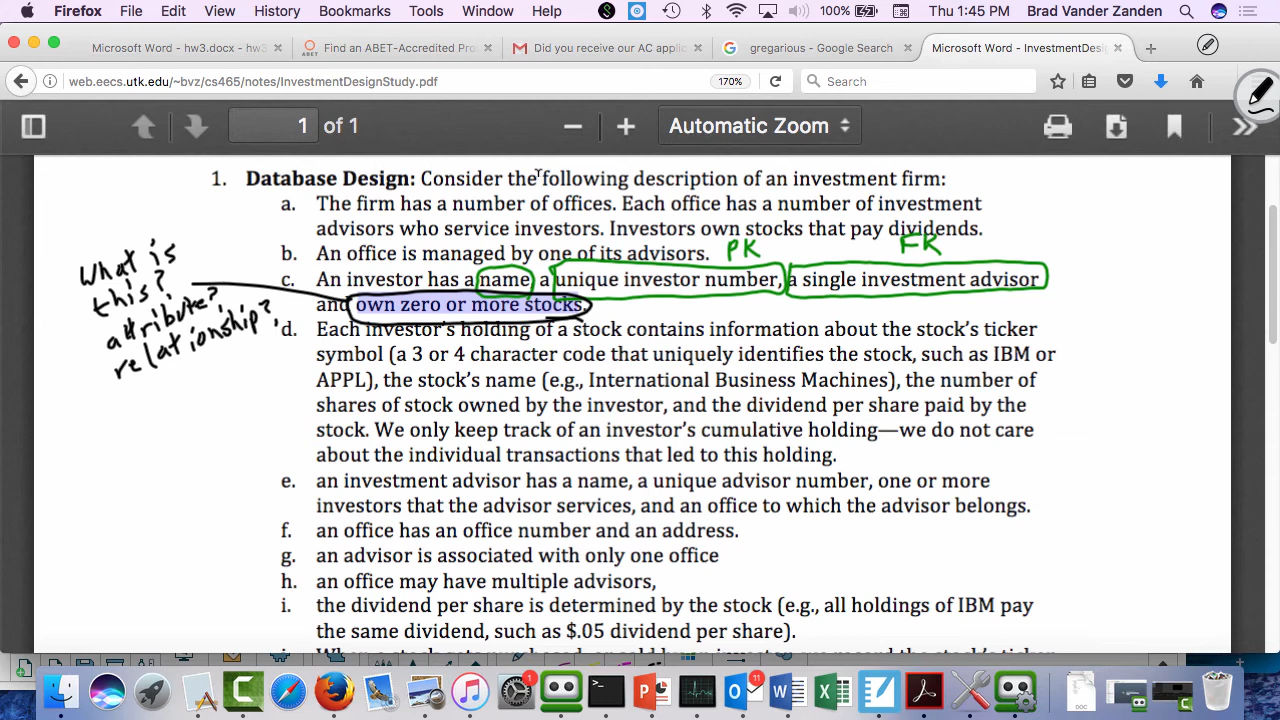 Firefox File Edit View History Bookmarks Tools Window Help 100% Thu 1:45 PM Brad Vander Zanden
Microsoft Word - hw3.docx - hw3 Find an ABET-Accredited Pro Did you receive our AC appli gregarious - Google Search Microsoft Word - InvestmentDesi
web.eecs.utk.edu/~bvz/cs465/notes/InvestmentDesignStudy.pdf 170% Search
1 of 1 Automatic Zoom
1. Database Design: Consider the following description of an investment firm:
a. The firm has a number of offices. Each office has a number of investment
advisors who service investors. Investors own stocks that pay dividends.
b. An office is managed by one of its advisors.
PK FK
c. An investor has a name, a unique investor number, a single investment advisor
and own zero or more stocks.
What is
this?
attribute?,
relationship?,
d. Each investor's holding of a stock contains information about the stock's ticker
symbol (a 3 or 4 character code that uniquely identifies the stock, such as IBM or
APPL), the stock's name (e.g., International Business Machines), the number of
shares of stock owned by the investor, and the dividend per share paid by the
stock. We only keep track of an investor's cumulative holding—we do not care
about the individual transactions that led to this holding.
e. an investment advisor has a name, a unique advisor number, one or more
investors that the advisor services, and an office to which the advisor belongs.
f. an office has an office number and an address.
g. an advisor is associated with only one office
h. an office may have multiple advisors,
i. the dividend per share is determined by the stock (e.g., all holdings of IBM pay
the same dividend, such as $.05 dividend per share).
1 11